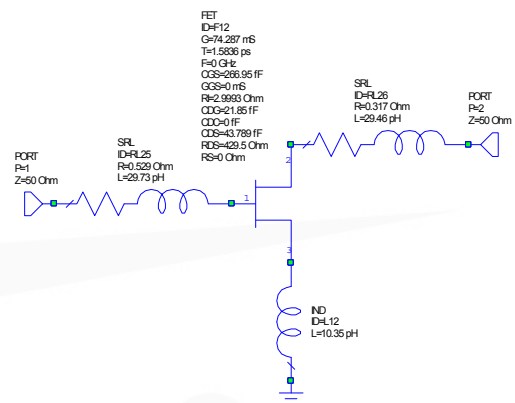 FET
ID=F12
G=74.287 mS
T=1.5836 ps
F=0 GHz
CGS=266.95 fF
GGS=0 mS
RI=2.9993 Ohm
CDG=21.85 fF
CDC=0 fF
CDS=43.789 fF
RDS=429.5 Ohm
RS=0 Ohm
SRL
ID=RL26
R=0.317 Ohm
L=29.46 pH
PORT
P=2
Z=50 Ohm
2
SRL
ID=RL25
R=0.529 Ohm
L=29.73 pH
PORT
P=1
Z=50 Ohm
1
3
IND
ID=L12
L=10.35 pH